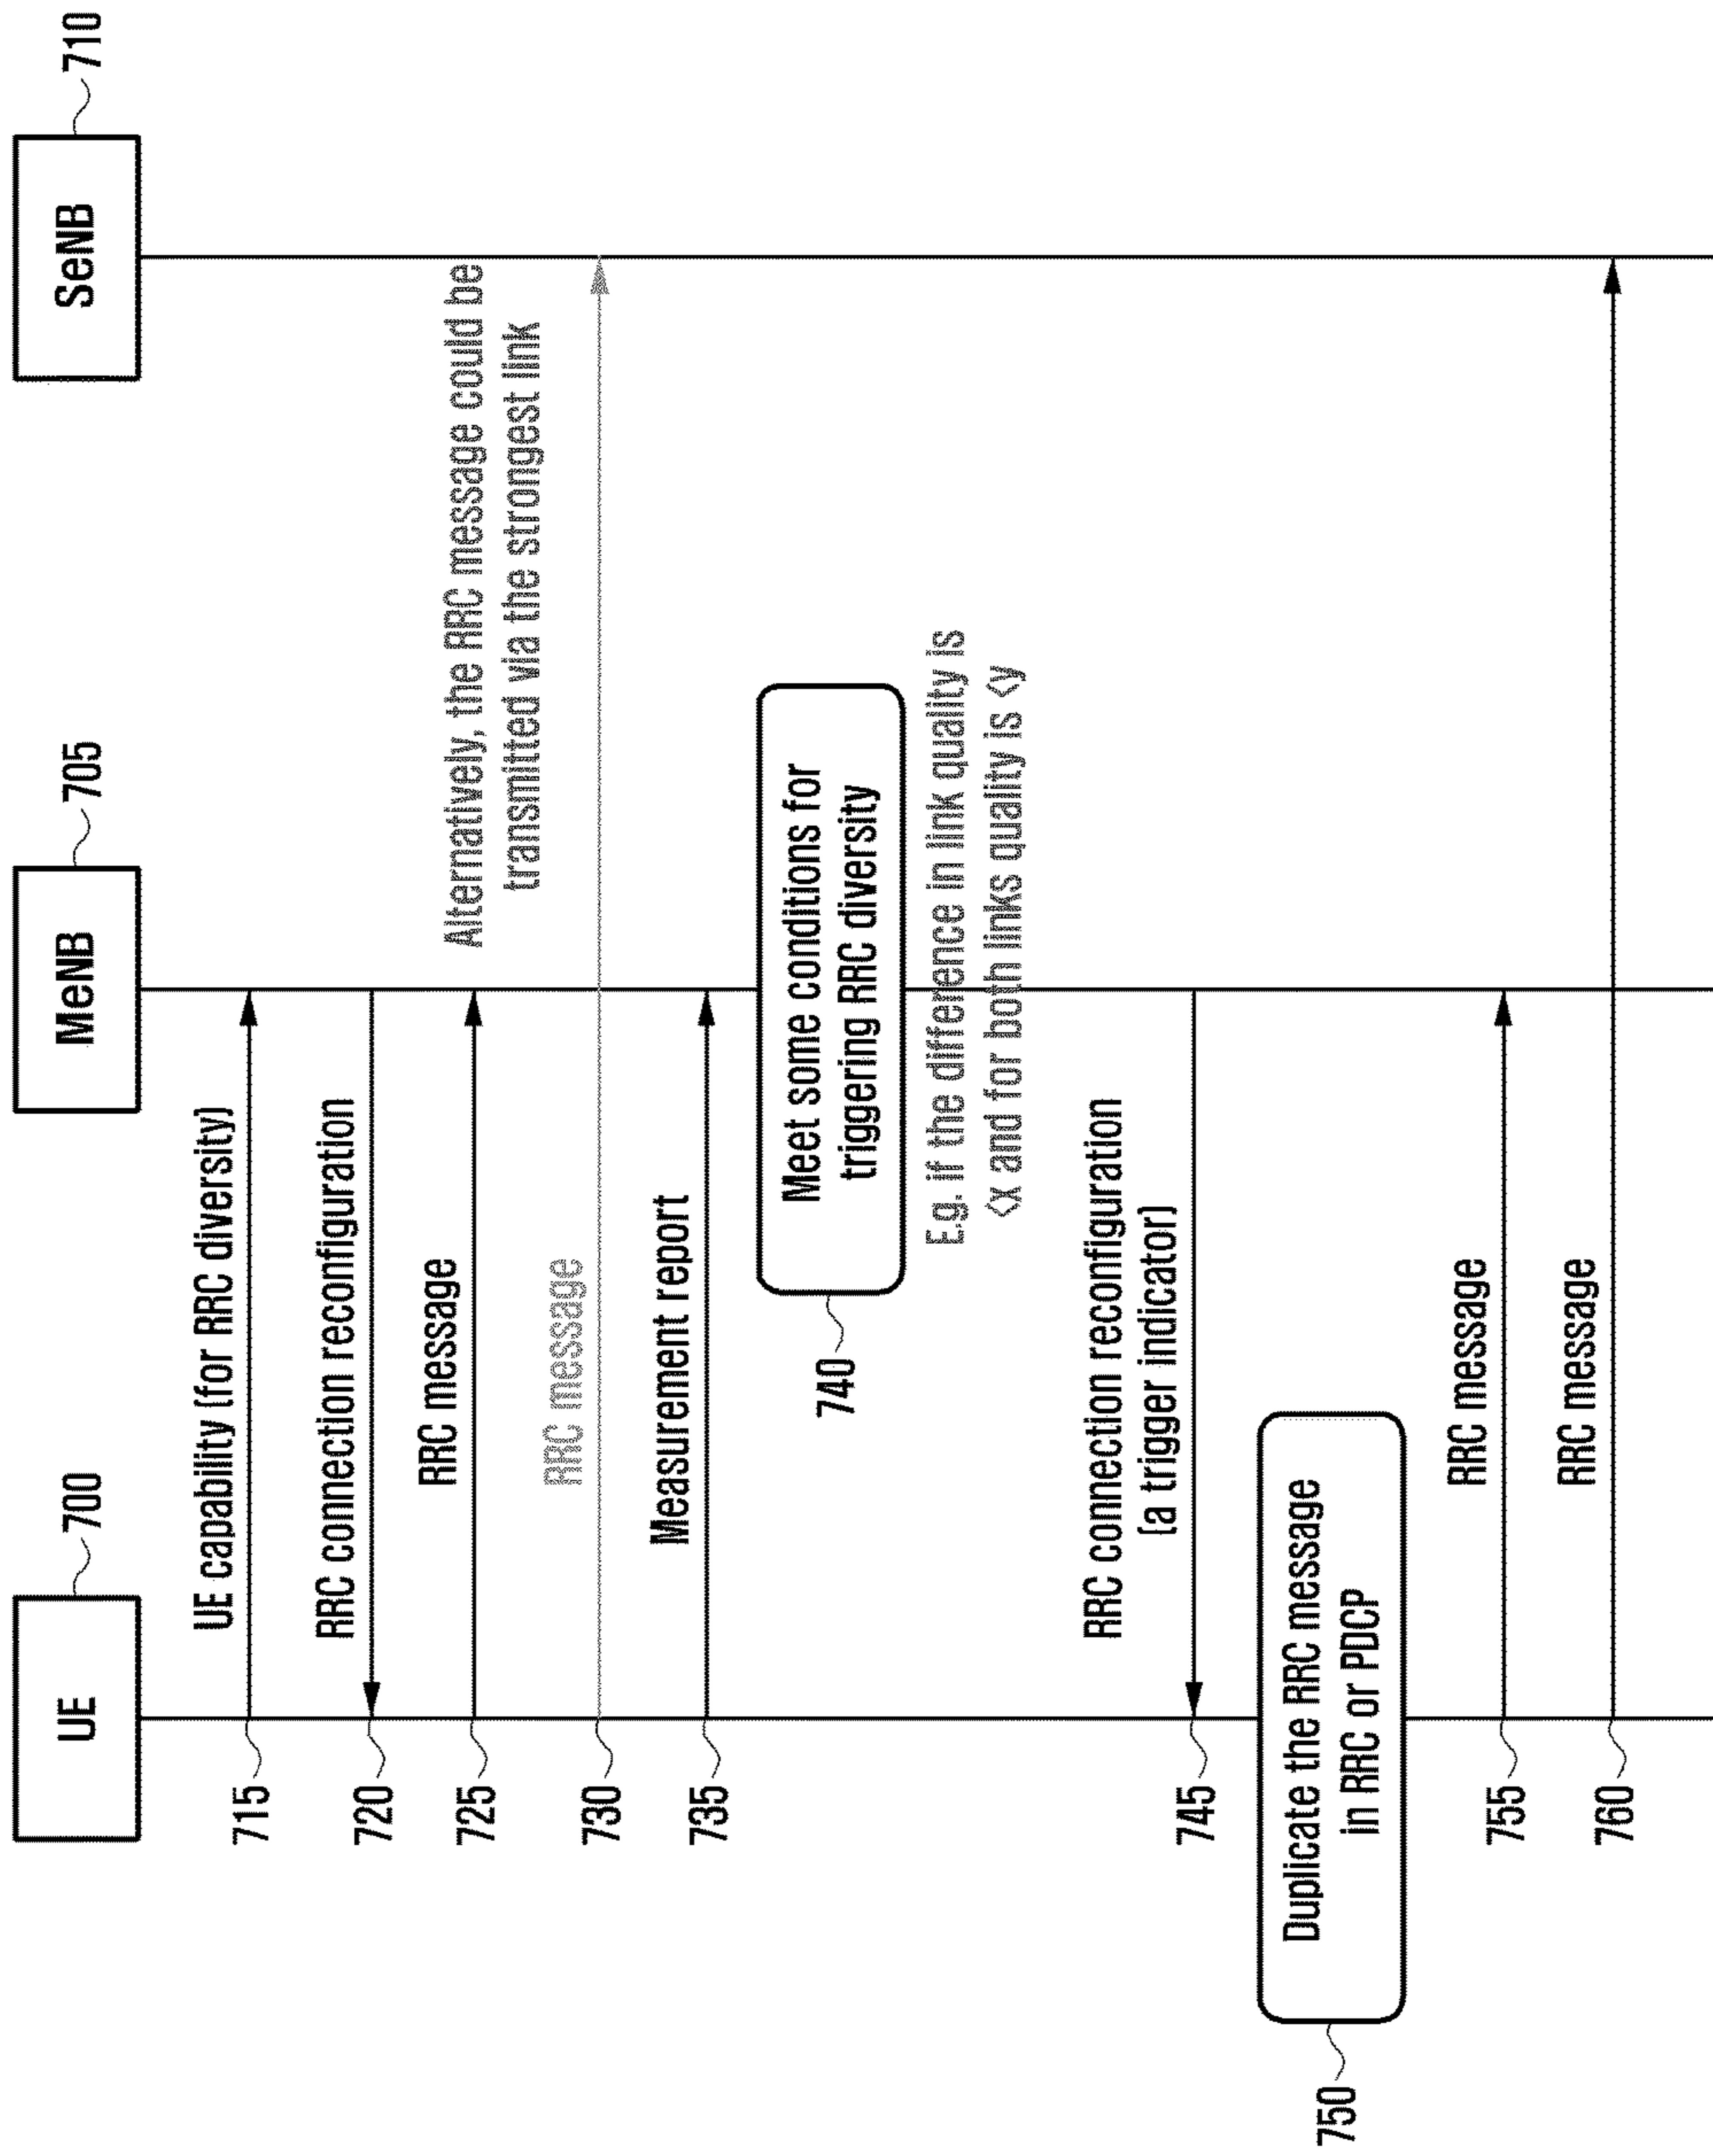 UE
700
MeNB
705
SeNB
710
715
UE capability (for RRC diversity)
720
RRC connection reconfiguration
725
RRC message
Alternatively, the RRC message could be
transmitted via the strongest link
730
RRC message
735
Measurement report
740
Meet some conditions for
triggering RRC diversity
E.g. if the difference in link quality is
<x and for both links quality is <y
745
RRC connection reconfiguration
(a trigger indicator)
750
Duplicate the RRC message
in RRC or PDCP
755
RRC message
760
RRC message